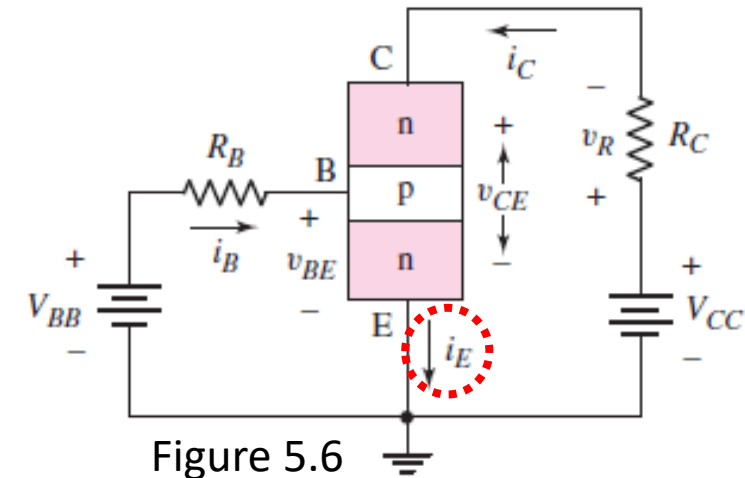 C
i_C
n
+
−
R_B
B
v_R
R_C
p
v_CE
+
+
i_B
v_BE
n
−
+
+
V_BB
−
E
i_E
V_CC
−
−
Figure 5.6